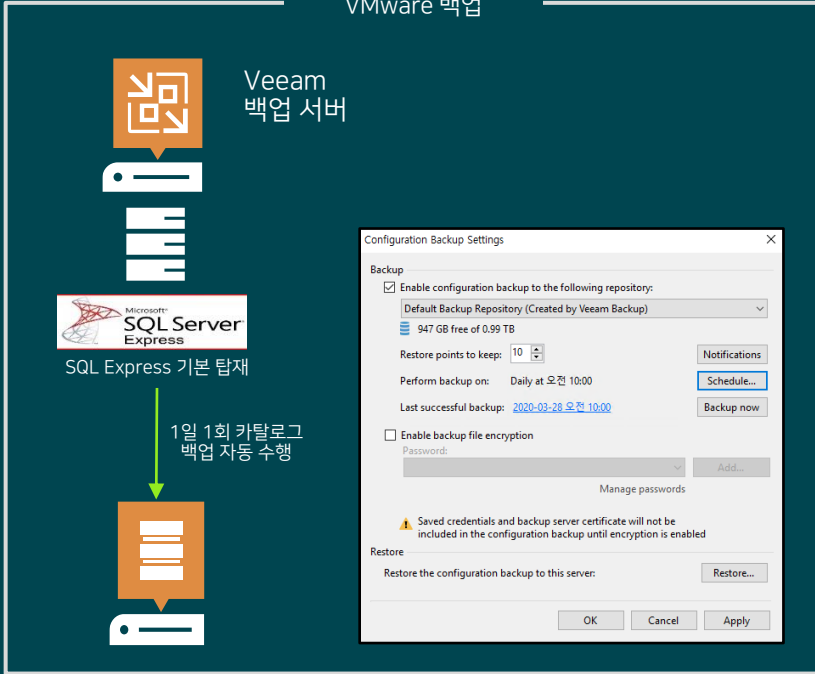 VMware 백업
Veeam
백업 서버
Microsoft
SQL Server
Express
SQL Express 기본 탑재
1일 1회 카탈로그
백업 자동 수행
Configuration Backup Settings
Backup
Enable configuration backup to the following repository:
Default Backup Repository (Created by Veeam Backup)
947 GB free of 0.99 TB
Restore points to keep: 10 Notifications
Perform backup on: Daily at 오전 10:00 Schedule...
Last successful backup: 2020-03-28 오전 10:00 Backup now
Enable backup file encryption
Password:
Add...
Manage passwords
Saved credentials and backup server certificate will not be
included in the configuration backup until encryption is enabled
Restore
Restore the configuration backup to this server: Restore...
OK Cancel Apply